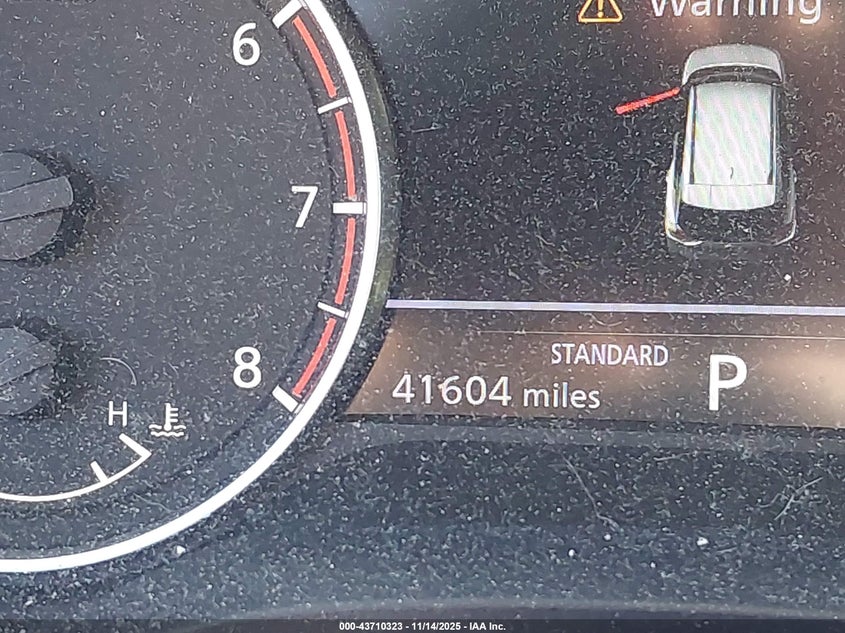 Warning
6
7
8
H
STANDARD
P
41604 miles
000-43710323 - 11/14/2025 - IAA Inc.